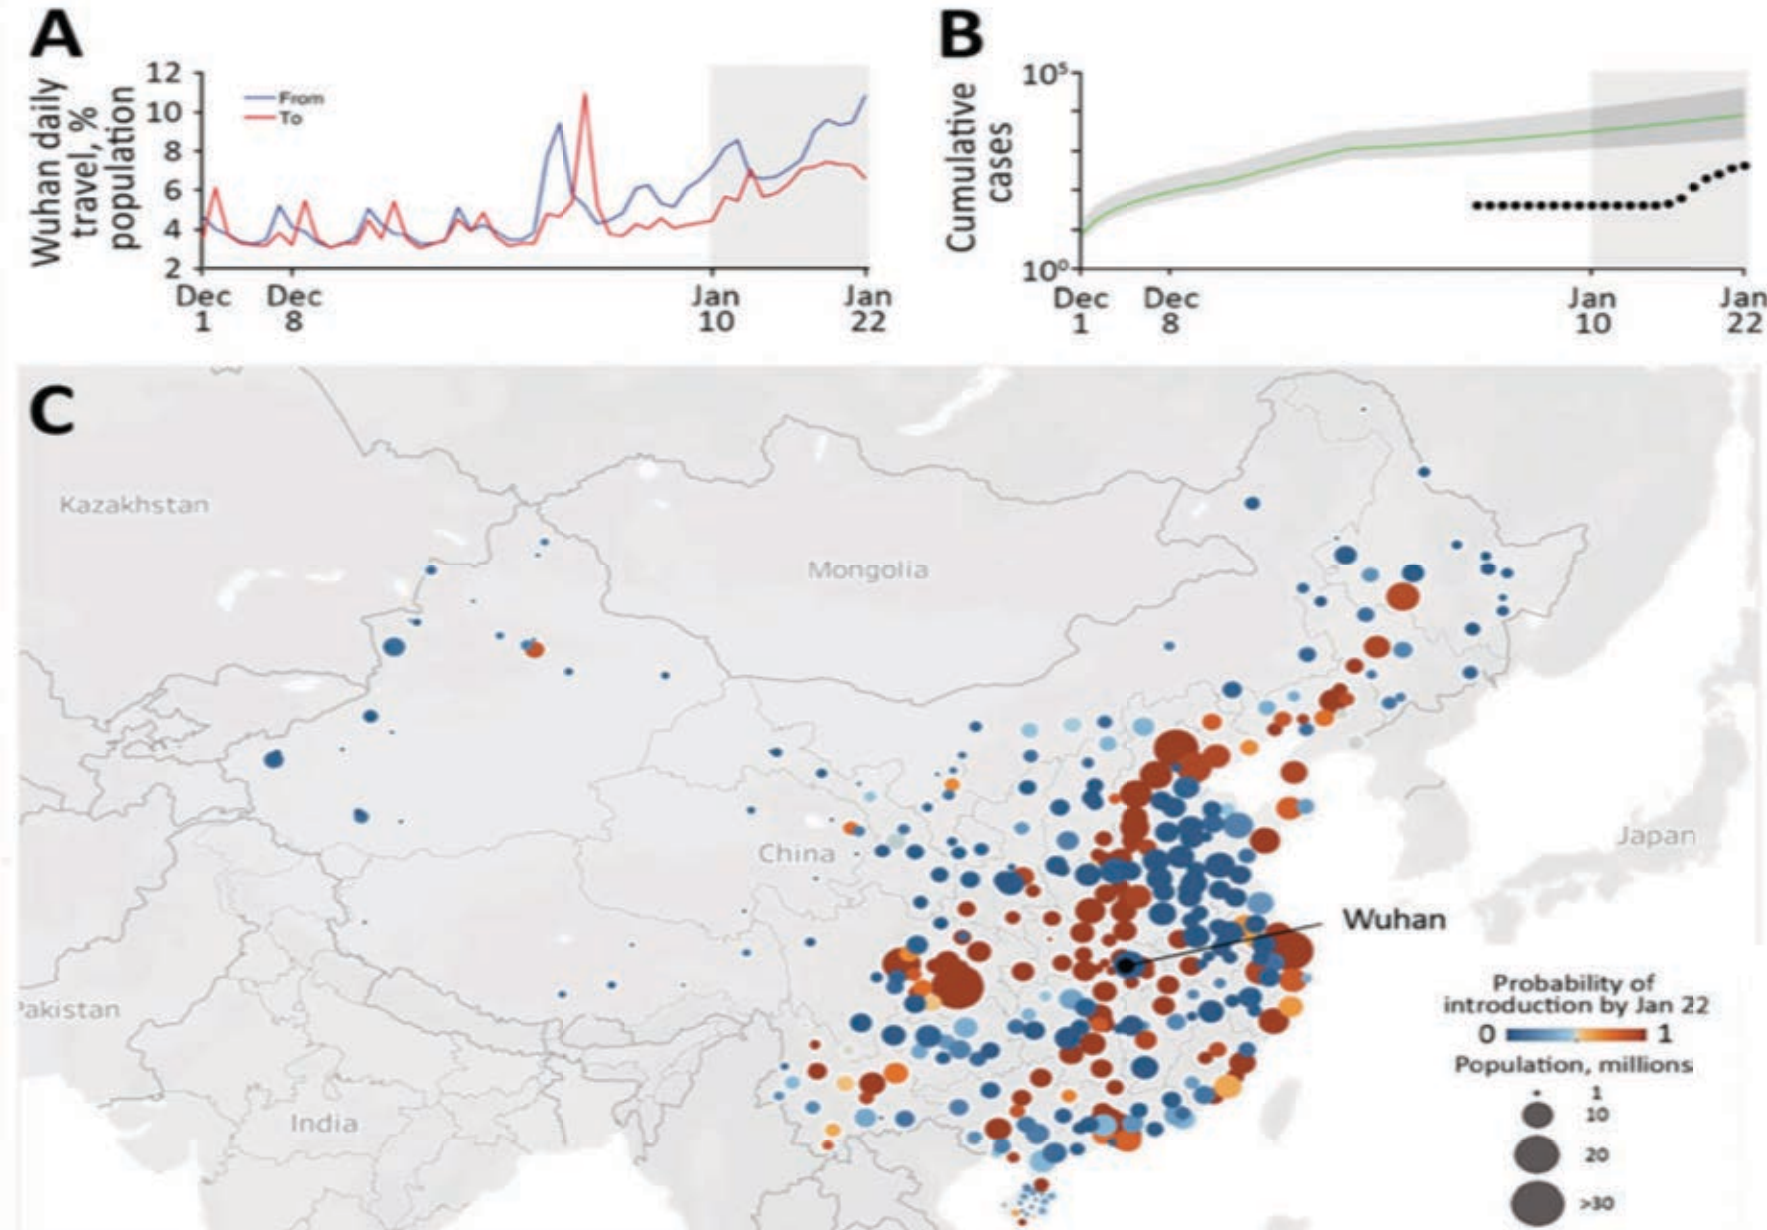 A
Wuhan daily
travel, %
population
12
10
8
6
4
2
From
To
Dec
1
Dec
8
Jan
10
Jan
22
B
Cumulative
cases
10⁵
10⁰
Dec
1
Dec
8
Jan
10
Jan
22
C
Kazakhstan
Mongolia
China
Japan
Wuhan
Pakistan
India
Probability of
introduction by Jan 22
0 1
Population, millions
1
10
20
>30